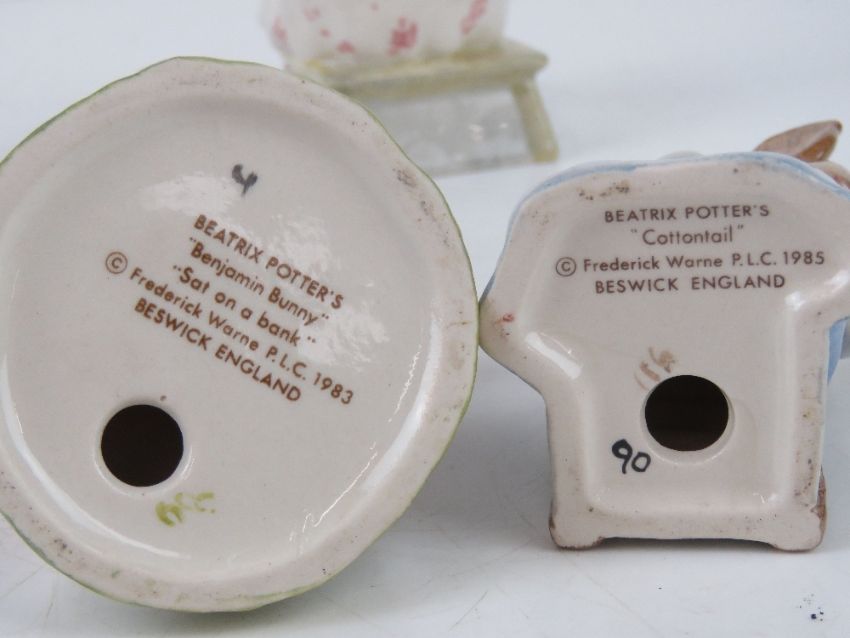 4
BEATRIX POTTER'S
"Benjamin Bunny"
"Sat on a bank"
© Frederick Warne P.L.C. 1983
BESWICK ENGLAND
BEATRIX POTTER'S
"Cottontail"
© Frederick Warne P.L.C. 1985
BESWICK ENGLAND
90